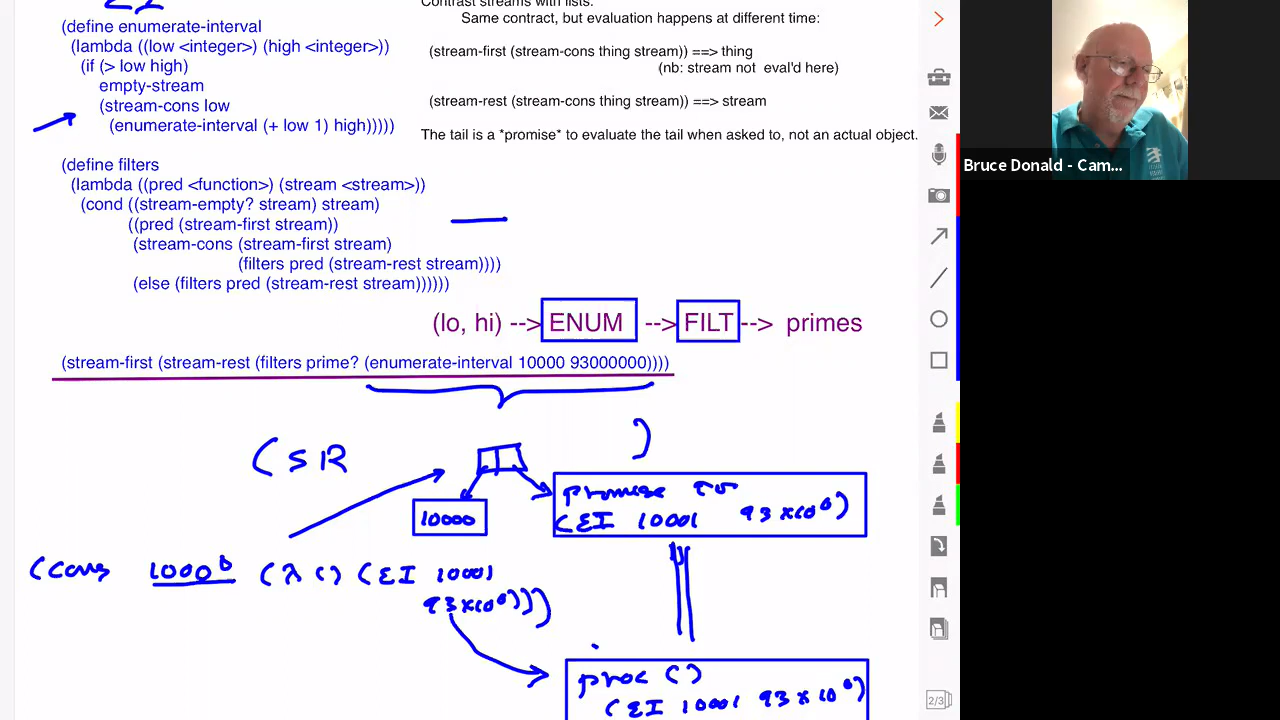 EI
Contrast streams with lists.
(define enumerate-interval
(lambda ((low <integer>) (high <integer>))
(if (> low high)
empty-stream
(stream-cons low
(enumerate-interval (+ low 1) high)))))
Same contract, but evaluation happens at different time:
(stream-first (stream-cons thing stream)) ==> thing
(nb: stream not eval'd here)
(stream-rest (stream-cons thing stream)) ==> stream
The tail is a *promise* to evaluate the tail when asked to, not an actual object.
(define filters
(lambda ((pred <function>) (stream <stream>))
(cond ((stream-empty? stream) stream)
((pred (stream-first stream))
(stream-cons (stream-first stream)
(filters pred (stream-rest stream))))
(else (filters pred (stream-rest stream))))))
(lo, hi) --> ENUM --> FILT --> primes
(stream-first (stream-rest (filters prime? (enumerate-interval 10000 93000000))))
(SR )
10000
promise to
(EI 10001 93x10⁶)
(cons 10000 (λ () (EI 10001
93x10⁶)))
proc ()
(EI 10001 93x10⁶)
Bruce Donald - Cam...
2/3